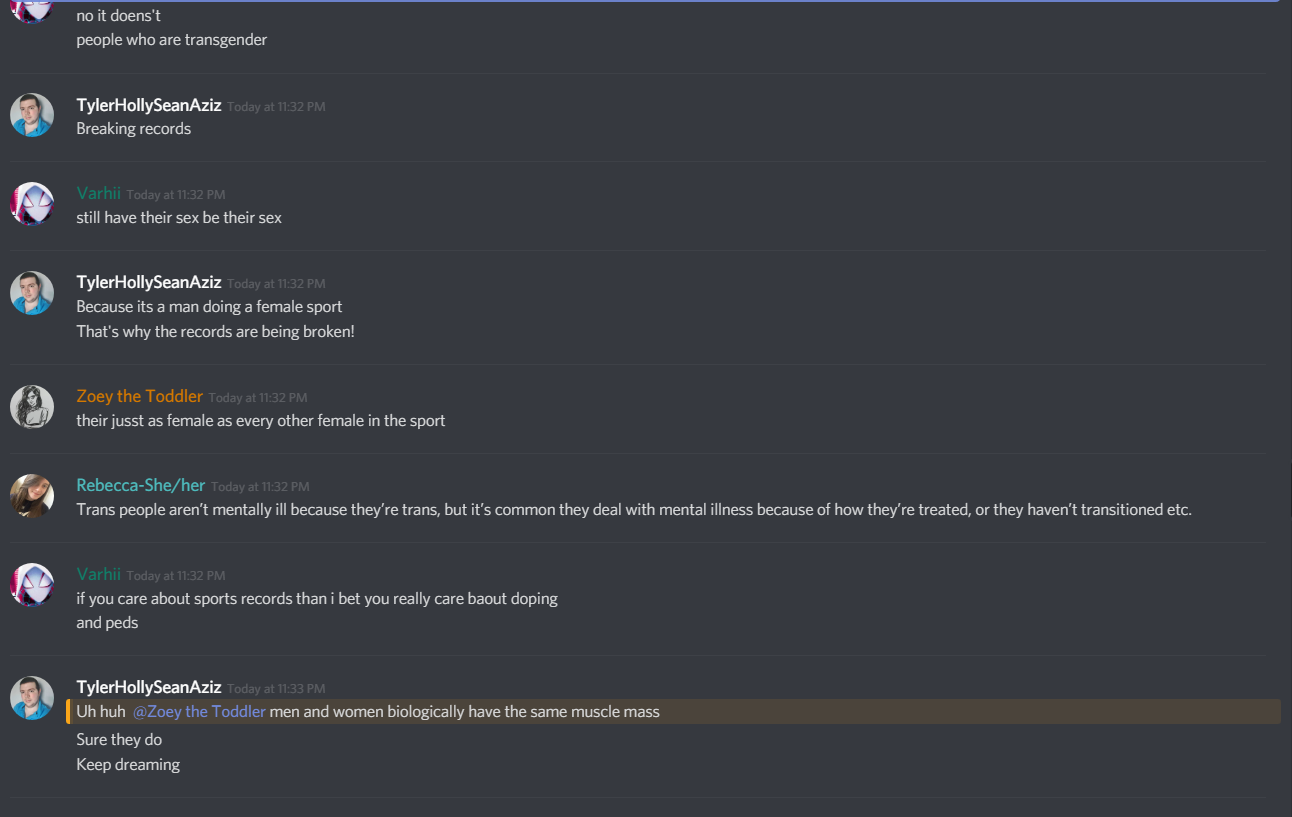 no it doens't
people who are transgender
TylerHollySeanAziz Today at 11:32 PM
Breaking records
Varhii Today at 11:32 PM
still have their sex be their sex
TylerHollySeanAziz Today at 11:32 PM
Because its a man doing a female sport
That's why the records are being broken!
Zoey the Toddler Today at 11:32 PM
their jusst as female as every other female in the sport
Rebecca-She/her Today at 11:32 PM
Trans people aren’t mentally ill because they’re trans, but it’s common they deal with mental illness because of how they’re treated, or they haven’t transitioned etc.
Varhii Today at 11:32 PM
if you care about sports records than i bet you really care baout doping
and peds
TylerHollySeanAziz Today at 11:33 PM
Uh huh @Zoey the Toddler men and women biologically have the same muscle mass
Sure they do
Keep dreaming